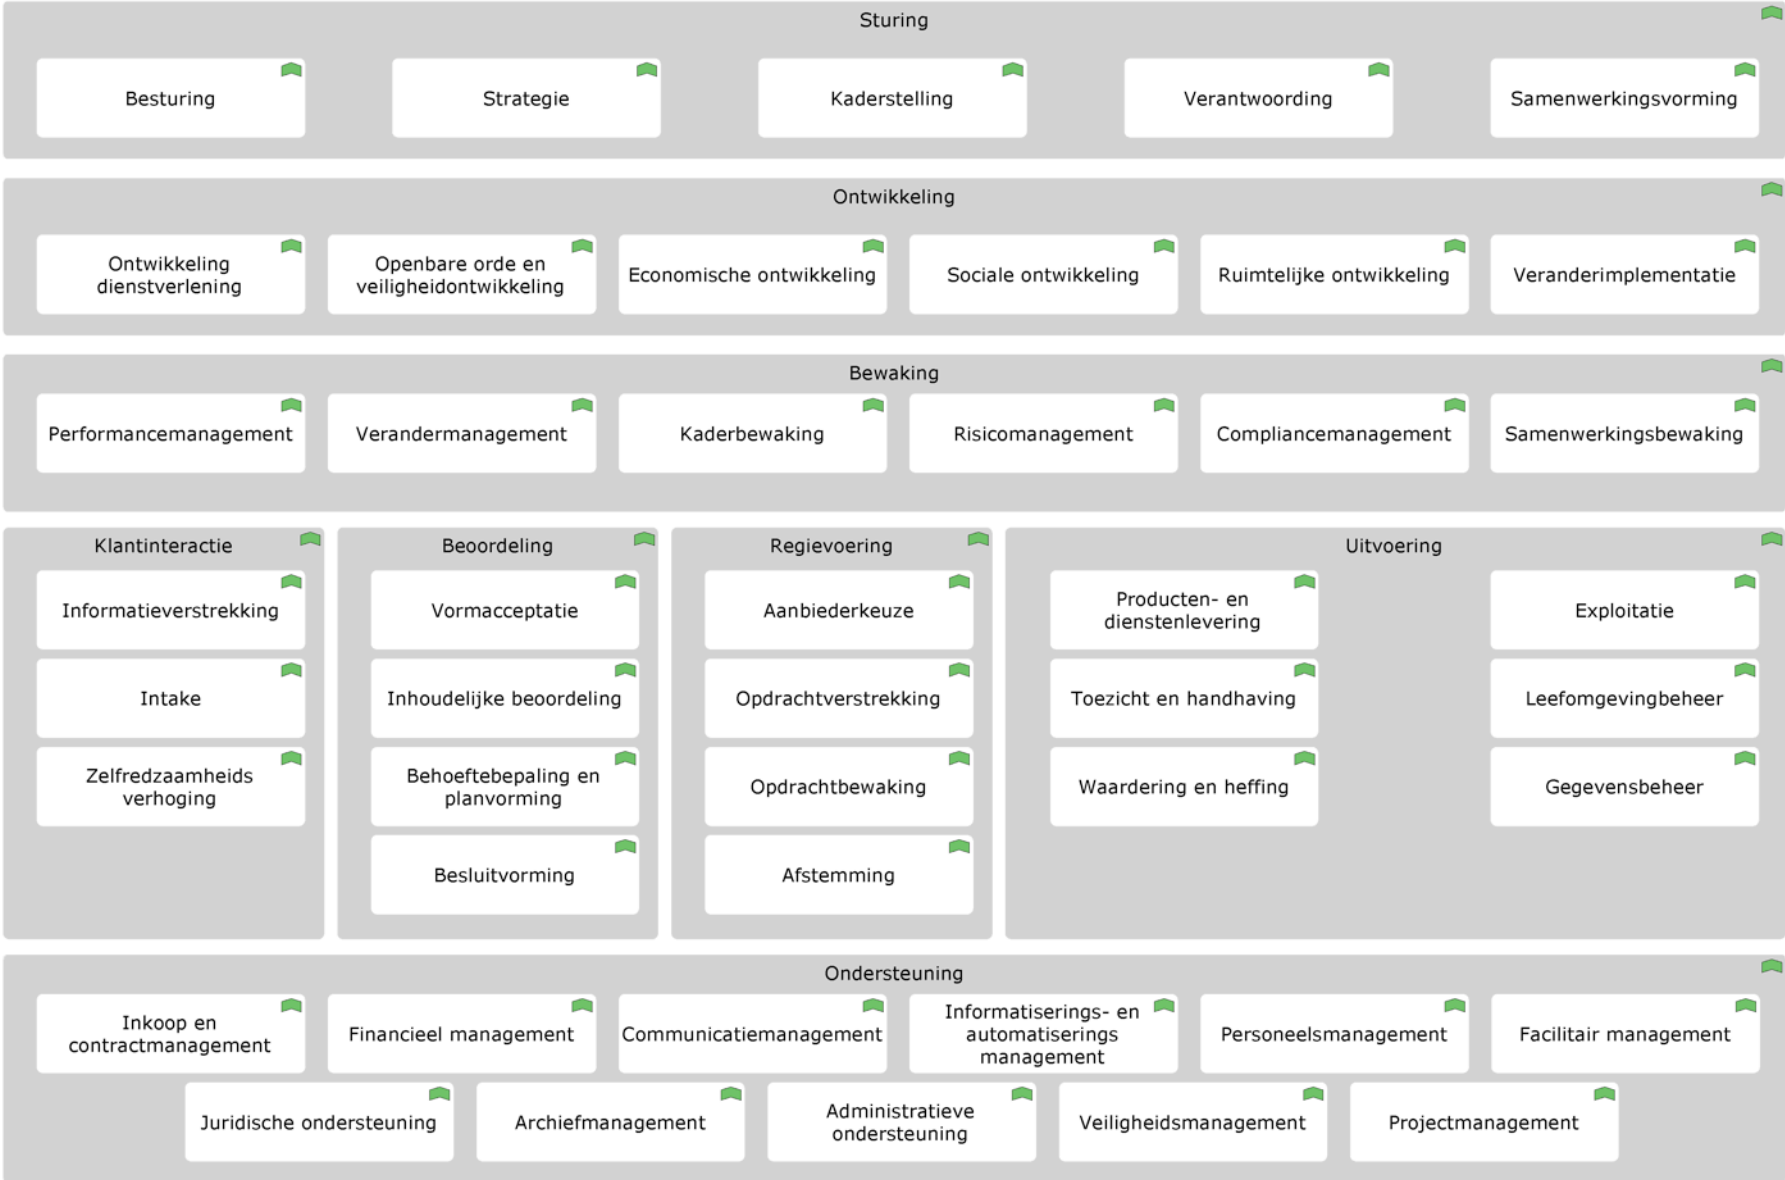 Sturing
Besturing
Strategie
Kaderstelling
Verantwoording
Samenwerkingsvorming
Ontwikkeling
Ontwikkeling
dienstverlening
Openbare orde en
veiligheidontwikkeling
Economische ontwikkeling
Sociale ontwikkeling
Ruimtelijke ontwikkeling
Veranderimplementatie
Bewaking
Performancemanagement
Verandermanagement
Kaderbewaking
Risicomanagement
Compliancemanagement
Samenwerkingsbewaking
Klantinteractie
Informatieverstrekking
Intake
Zelfredzaamheids
verhoging
Beoordeling
Vormacceptatie
Inhoudelijke beoordeling
Behoeftebepaling en
planvorming
Besluitvorming
Regievoering
Aanbiederkeuze
Opdrachtverstrekking
Opdrachtbewaking
Afstemming
Uitvoering
Producten- en
dienstenlevering
Toezicht en handhaving
Waardering en heffing
Exploitatie
Leefomgevingbeheer
Gegevensbeheer
Ondersteuning
Inkoop en
contractmanagement
Financieel management
Communicatiemanagement
Informatiserings- en
automatiserings
management
Personeelsmanagement
Facilitair management
Juridische ondersteuning
Archiefmanagement
Administratieve
ondersteuning
Veiligheidsmanagement
Projectmanagement